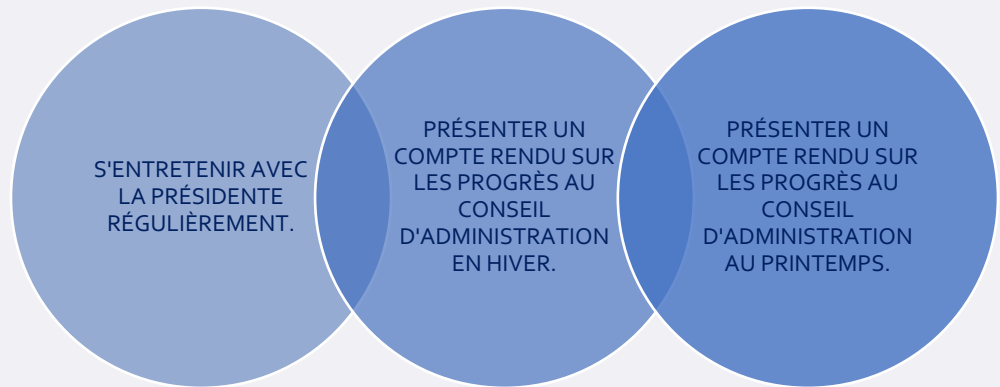 S'ENTRETENIR AVEC
LA PRÉSIDENTE
RÉGULIÈREMENT.
PRÉSENTER UN
COMPTE RENDU SUR
LES PROGRÈS AU
CONSEIL
D'ADMINISTRATION
EN HIVER.
PRÉSENTER UN
COMPTE RENDU SUR
LES PROGRÈS AU
CONSEIL
D'ADMINISTRATION
AU PRINTEMPS.